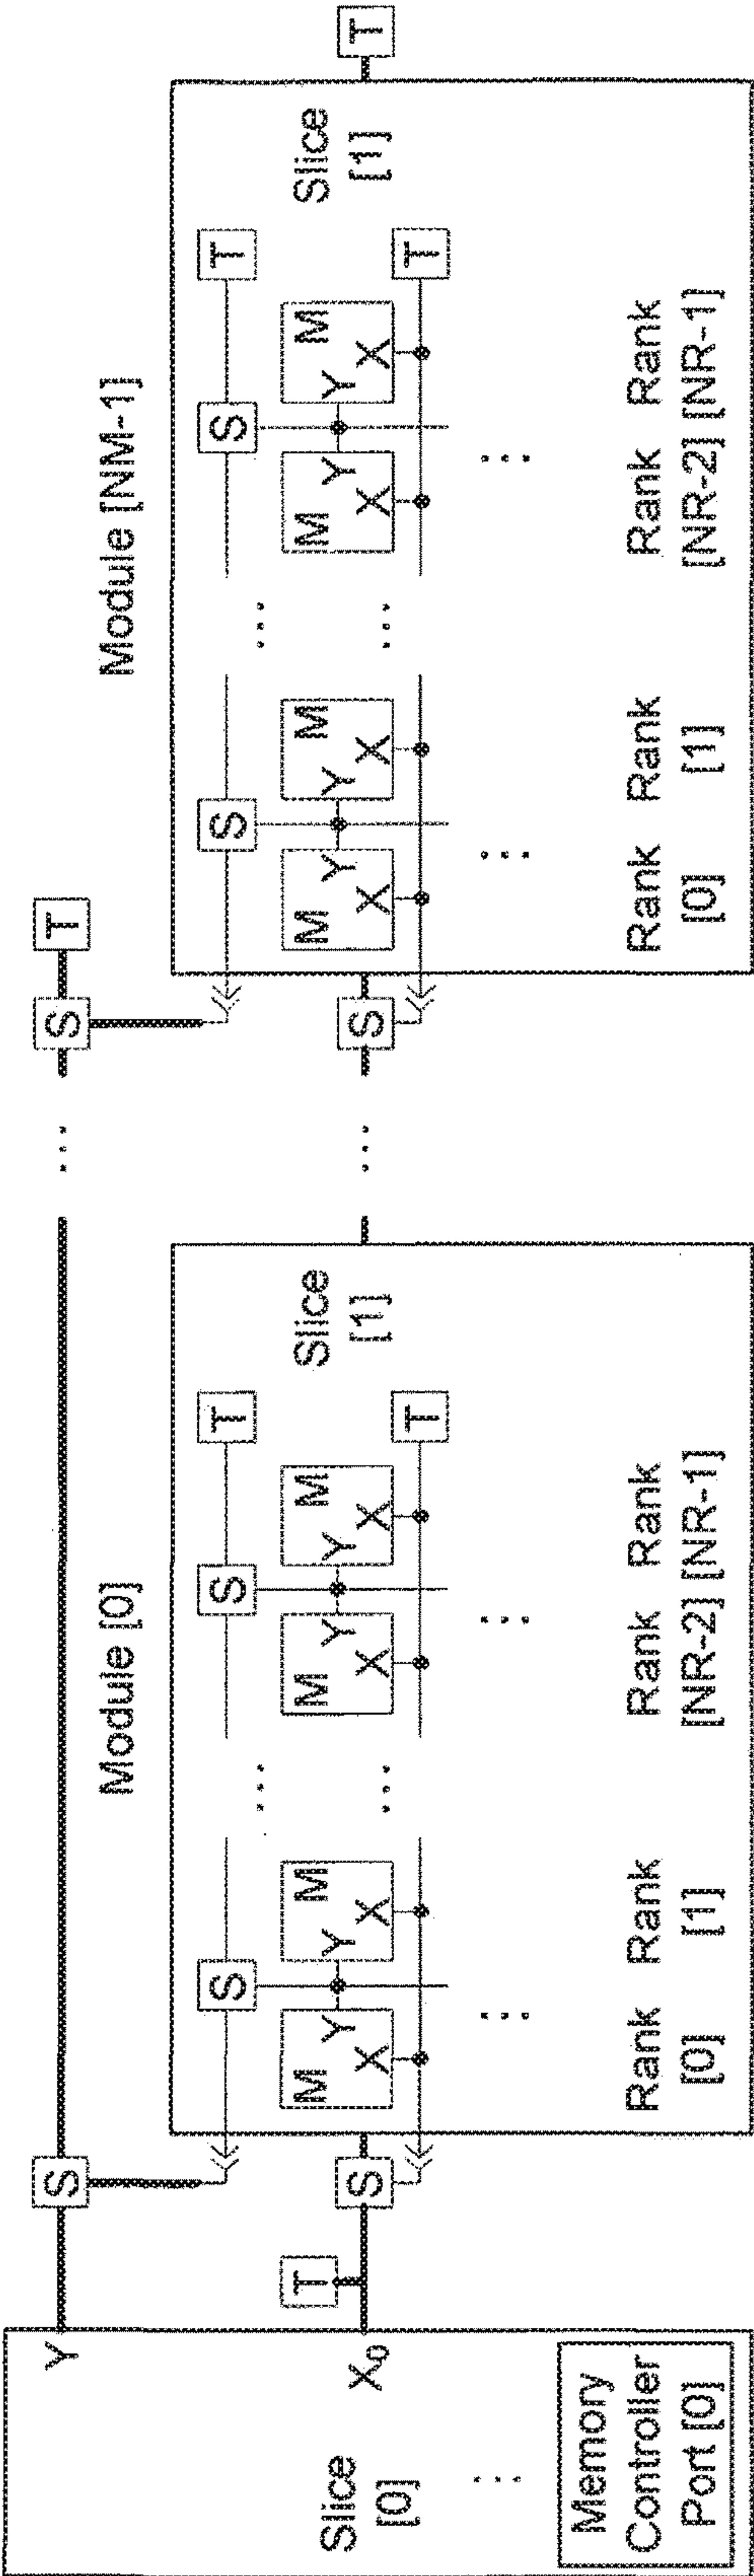 Y
S
S
T
Module [0]
Module [NM-1]
S
S
T
S
S
T
Slice
[0]
X0
T
S
M Y X
M Y X
M Y X
M Y X
T
Slice
[1]
S
M Y X
M Y X
M Y X
M Y X
T
Slice
[1]
T
...
Memory
Controller
Port [0]
Rank
[0]
Rank
[1]
Rank
[NR-2]
Rank
[NR-1]
Rank
[0]
Rank
[1]
Rank
[NR-2]
Rank
[NR-1]